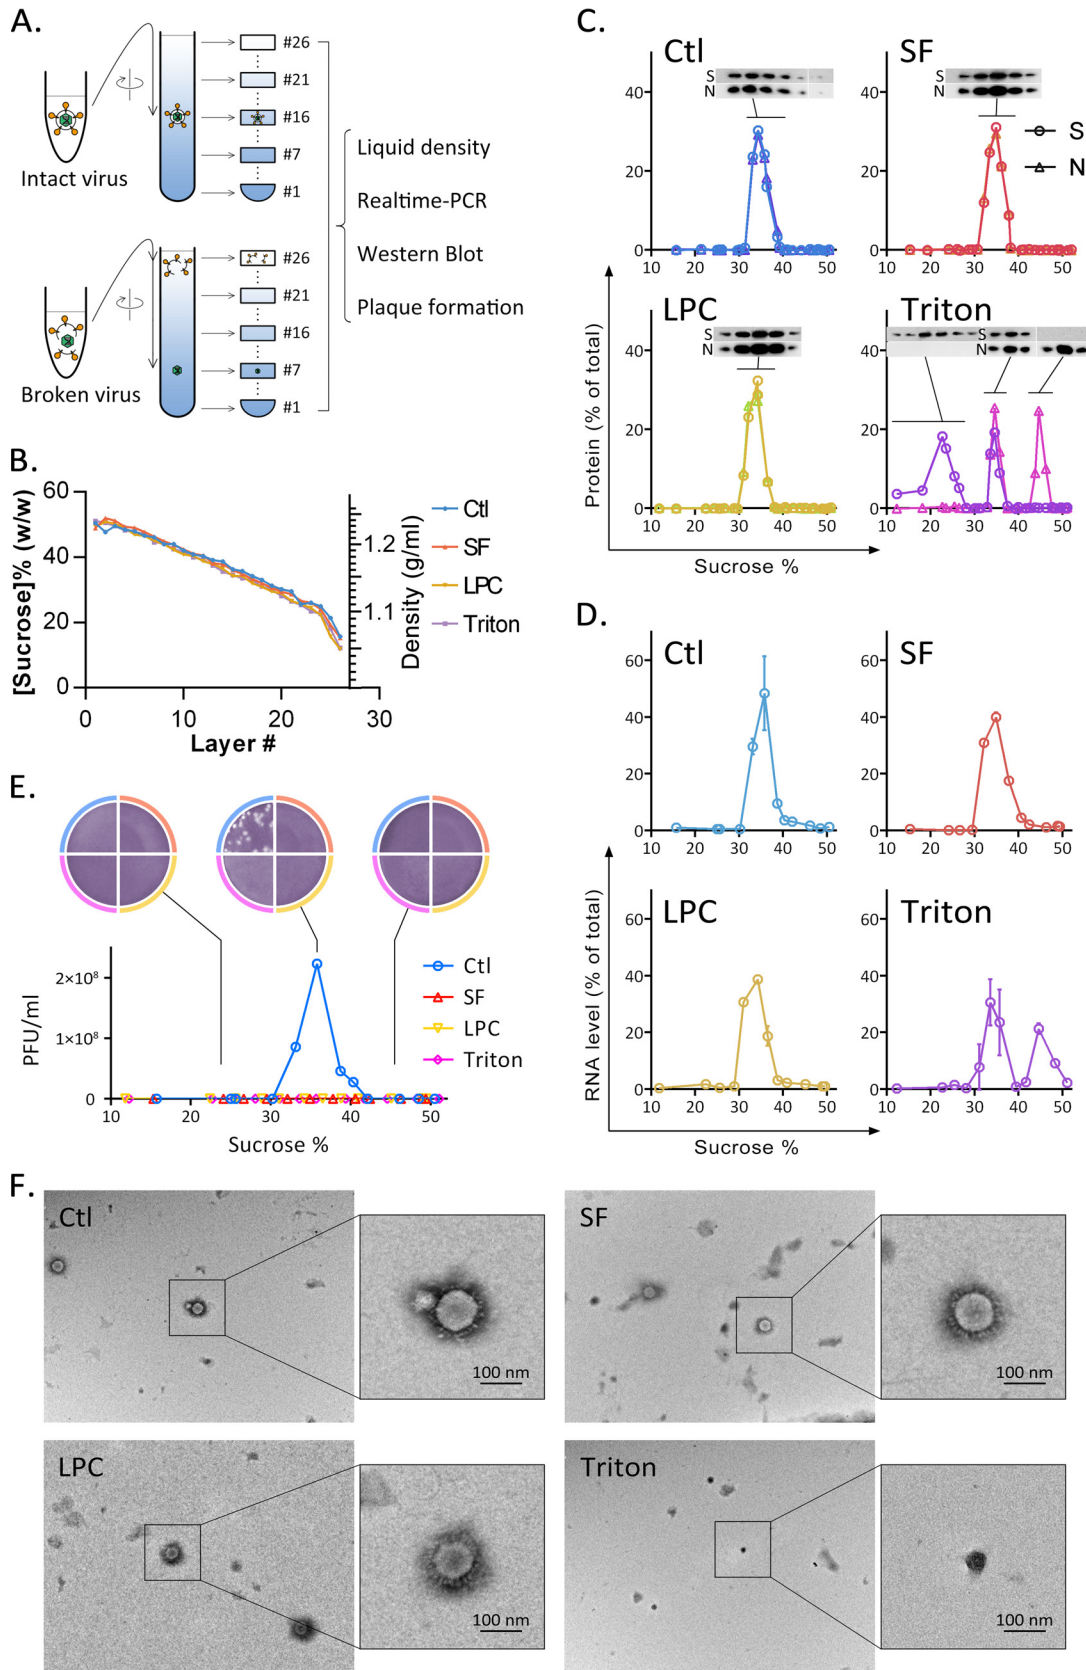 A.
#26
#21
#16
#7
#1
Intact virus
#26
#21
#16
#7
#1
Broken virus
Liquid density
Realtime-PCR
Western Blot
Plaque formation
B.
[Sucrose]% (w/w)
60
40
20
0
0 10 20 30
Layer #
1.2
1.1
Density (g/ml)
Ctl
SF
LPC
Triton
C.
Ctl
S
N
40
20
0
10 20 30 40 50
SF
S
N
40
20
0
10 20 30 40 50
S
N
LPC
S
N
40
20
0
10 20 30 40 50
Triton
S
N
40
20
0
10 20 30 40 50
Protein (% of total)
Sucrose %
D.
Ctl
60
40
20
0
10 20 30 40 50
SF
60
40
20
0
10 20 30 40 50
LPC
60
40
20
0
10 20 30 40 50
Triton
60
40
20
0
10 20 30 40 50
RNA level (% of total)
Sucrose %
E.
PFU/ml
2×10⁸
1×10⁸
0
10 20 30 40 50
Sucrose %
Ctl
SF
LPC
Triton
F.
Ctl
100 nm
SF
100 nm
LPC
100 nm
Triton
100 nm